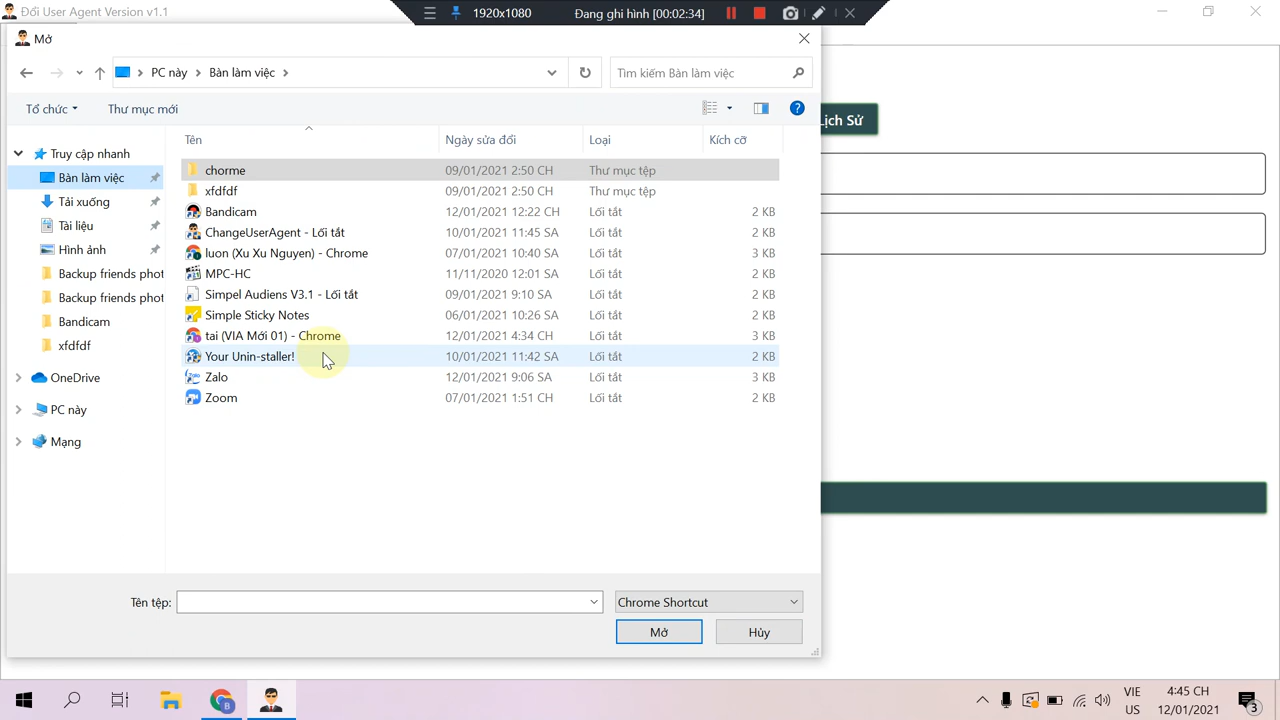 Đổi User Agent Version v1.1
1920x1080 Đang ghi hình [00:02:34]
Mở
PC này Bàn làm việc
Tìm kiếm Bàn làm việc
Tổ chức Thư mục mới
Lịch Sử
Tên Ngày sửa đổi Loại Kích cỡ
Truy cập nhanh
Bàn làm việc
Tải xuống
Tài liệu
Hình ảnh
Backup friends phot
Backup friends phot
Bandicam
xfdfdf
OneDrive
PC này
Mạng
chorme 09/01/2021 2:50 CH Thư mục tệp
xfdfdf 09/01/2021 2:50 CH Thư mục tệp
Bandicam 12/01/2021 12:22 CH Lối tắt 2 KB
ChangeUserAgent - Lối tắt 10/01/2021 11:45 SA Lối tắt 2 KB
luon (Xu Xu Nguyen) - Chrome 07/01/2021 10:40 SA Lối tắt 3 KB
MPC-HC 11/11/2020 12:01 SA Lối tắt 2 KB
Simpel Audiens V3.1 - Lối tắt 09/01/2021 9:10 SA Lối tắt 2 KB
Simple Sticky Notes 06/01/2021 10:26 SA Lối tắt 2 KB
tai (VIA Mới 01) - Chrome 12/01/2021 4:34 CH Lối tắt 3 KB
Your Unin-staller! 10/01/2021 11:42 SA Lối tắt 2 KB
Zalo 12/01/2021 9:06 SA Lối tắt 3 KB
Zoom 07/01/2021 1:51 CH Lối tắt 2 KB
Tên tệp: Chrome Shortcut
Mở Hủy
VIE
US
4:45 CH
12/01/2021
3